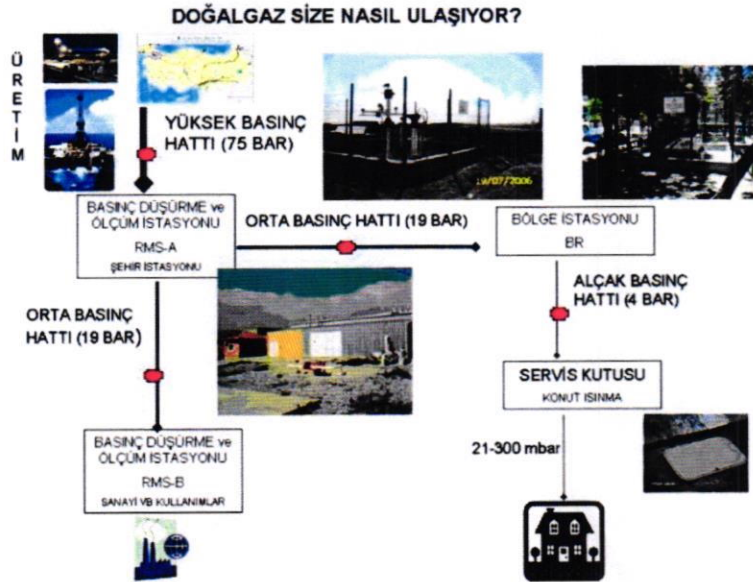 DOĞALGAZ SİZE NASIL ULAŞIYOR?
ÜRETİM
YÜKSEK BASINÇ
HATTI (75 BAR)
19/07/2006
BASINÇ DÜŞÜRME ve
ÖLÇÜM İSTASYONU
RMS-A
ŞEHİR İSTASYONU
ORTA BASINÇ HATTI (19 BAR)
BÖLGE İSTASYONU
BR
ORTA BASINÇ
HATTI (19 BAR)
ALÇAK BASINÇ
HATTI (4 BAR)
SERVİS KUTUSU
KONUT ISINMA
BASINÇ DÜŞÜRME ve
ÖLÇÜM İSTASYONU
RMS-B
SANAYİ VB KULLANIMLAR
21-300 mbar